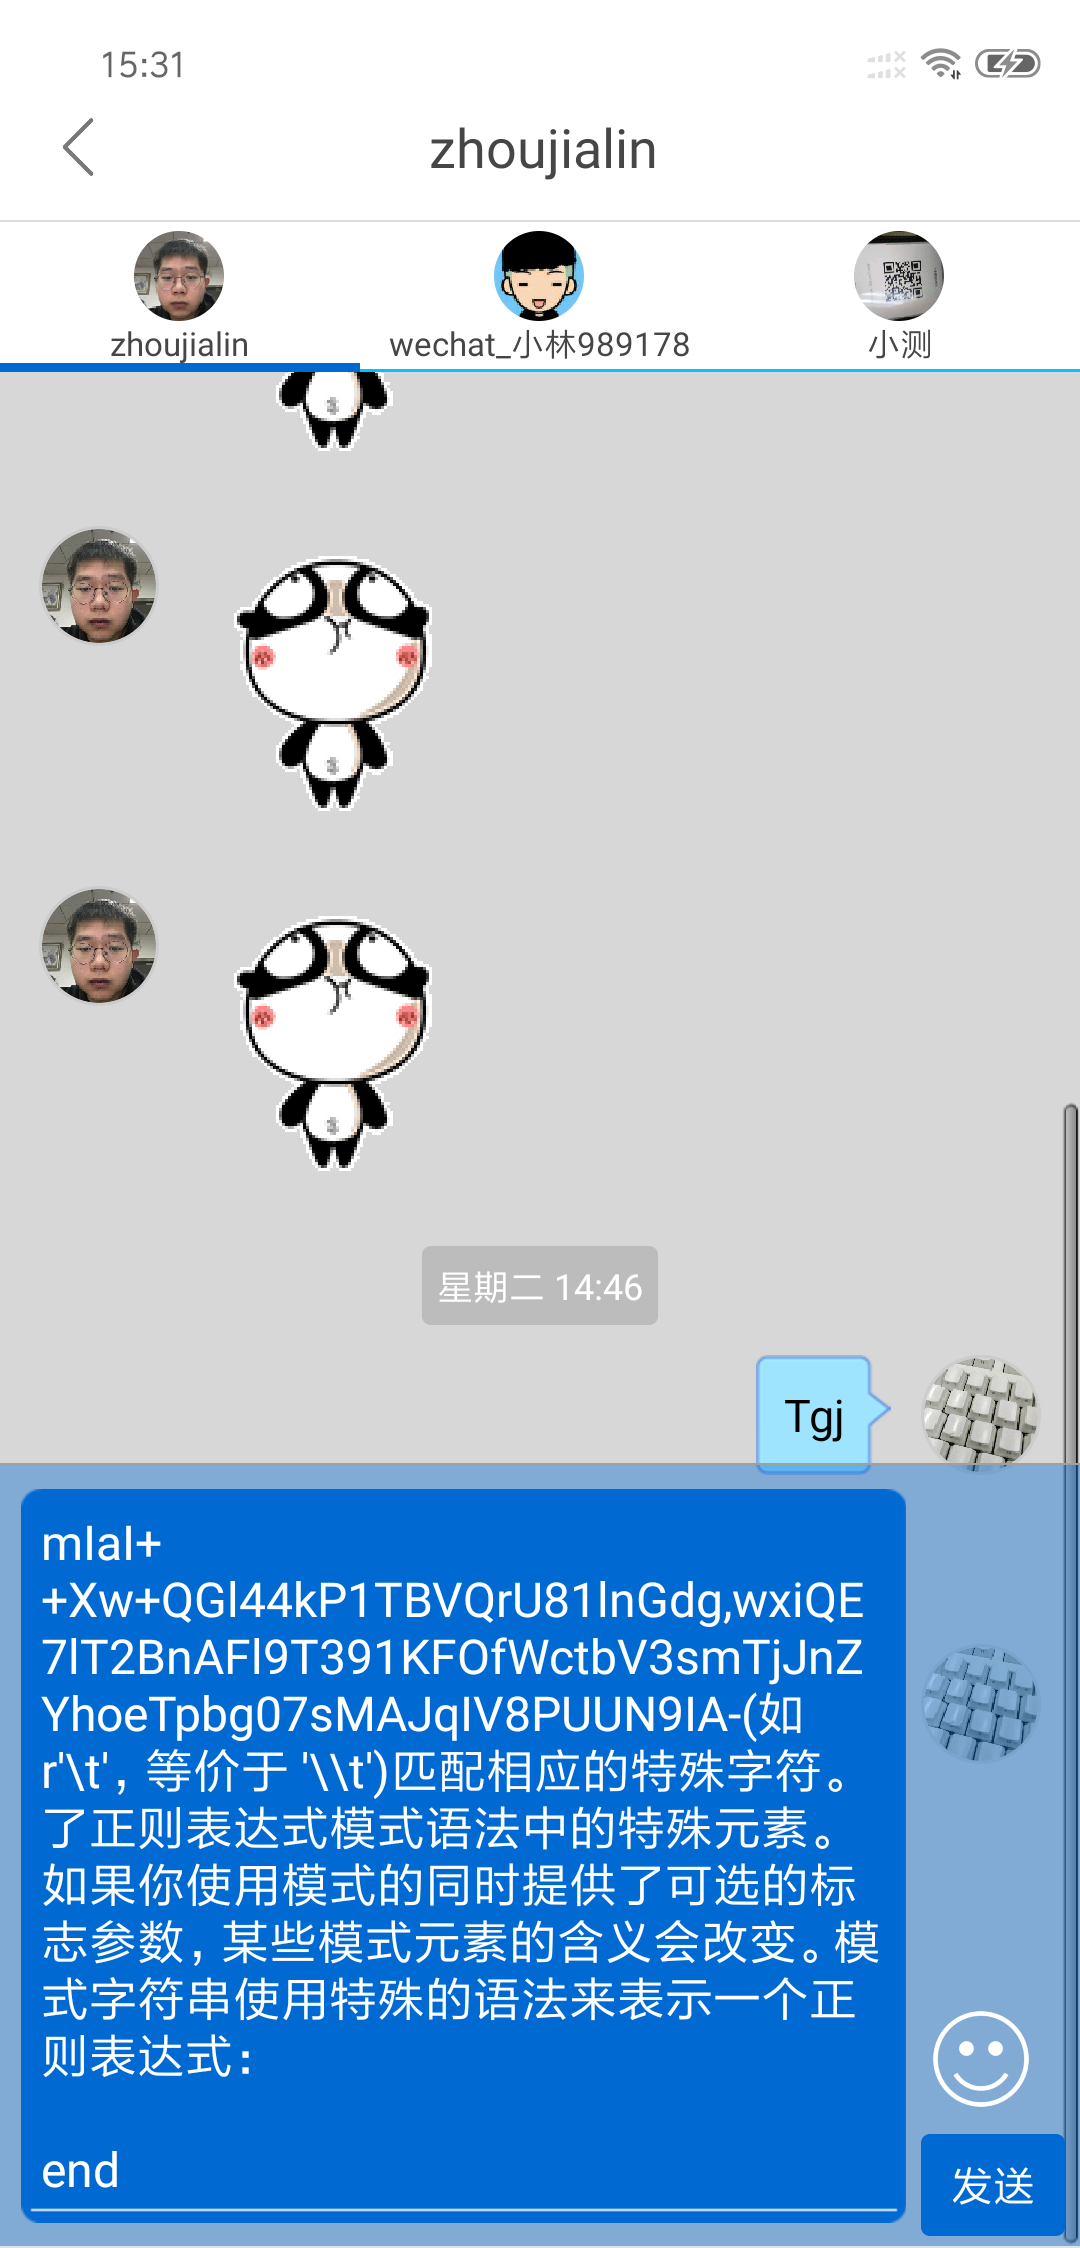 15:31
zhoujialin
zhoujialin
wechat_小林989178
小测
星期二 14:46
Tgj
mlal+
+Xw+QGl44kP1TBVQrU81lnGdg,wxiQE
7lT2BnAFl9T391KFOfWctbV3smTjJnZ
YhoeTpbg07sMAJqIV8PUUN9IA-(如
r'\t'，等价于 '\\t')匹配相应的特殊字符。
了正则表达式模式语法中的特殊元素。
如果你使用模式的同时提供了可选的标
志参数，某些模式元素的含义会改变。模
式字符串使用特殊的语法来表示一个正
则表达式：
end
发送